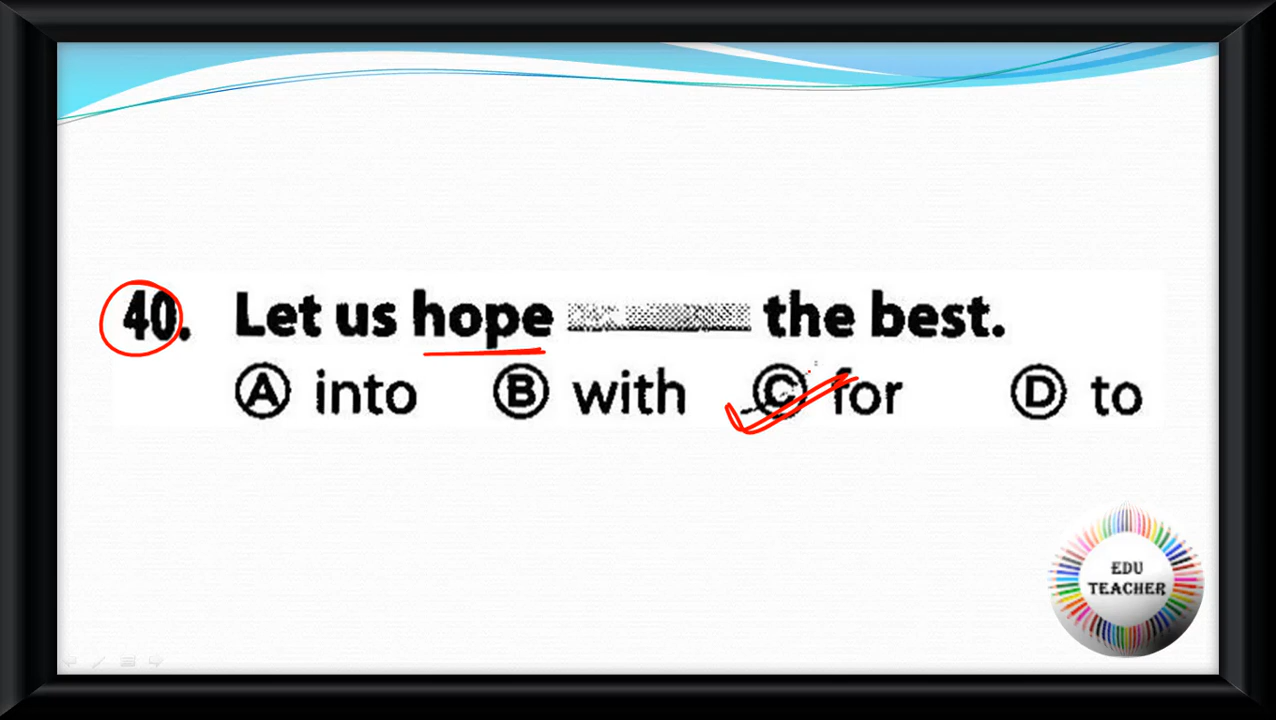 40. Let us hope the best.
A into B with C for D to
EDU
TEACHER